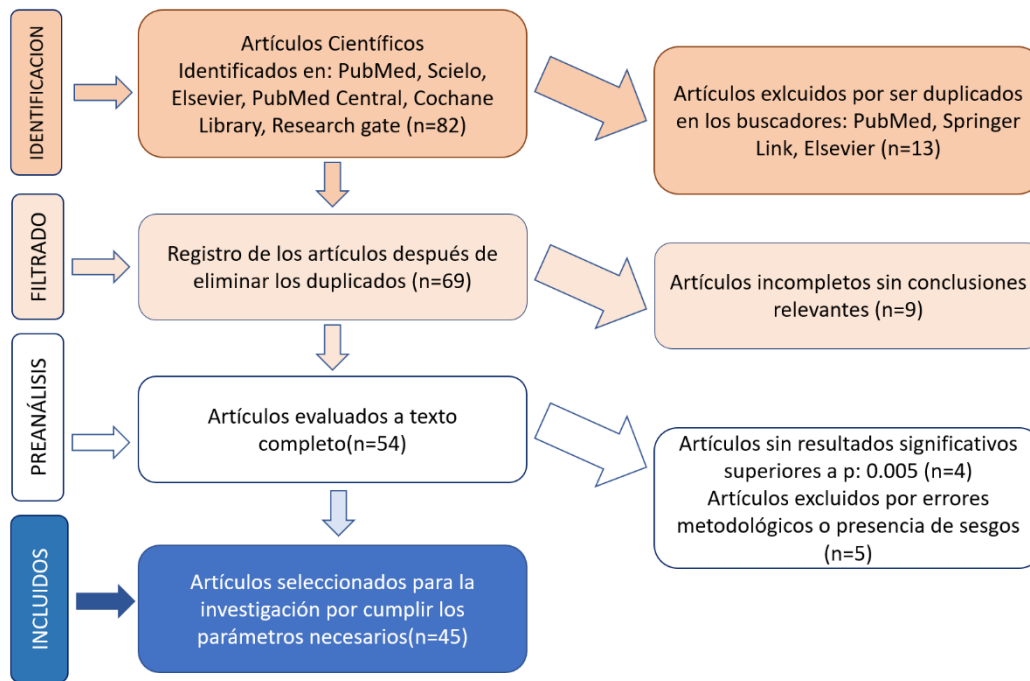 IDENTIFICACION
Artículos Científicos
Identificados en: PubMed, Scielo,
Elsevier, PubMed Central, Cochane
Library, Research gate (n=82)
Artículos exlcuidos por ser duplicados
en los buscadores: PubMed, Springer
Link, Elsevier (n=13)
FILTRADO
Registro de los artículos después de
eliminar los duplicados (n=69)
Artículos incompletos sin conclusiones
relevantes (n=9)
PREANÁLISIS
Artículos evaluados a texto
completo(n=54)
Artículos sin resultados significativos
superiores a p: 0.005 (n=4)
Artículos excluidos por errores
metodológicos o presencia de sesgos
(n=5)
INCLUIDOS
Artículos seleccionados para la
investigación por cumplir los
parámetros necesarios(n=45)